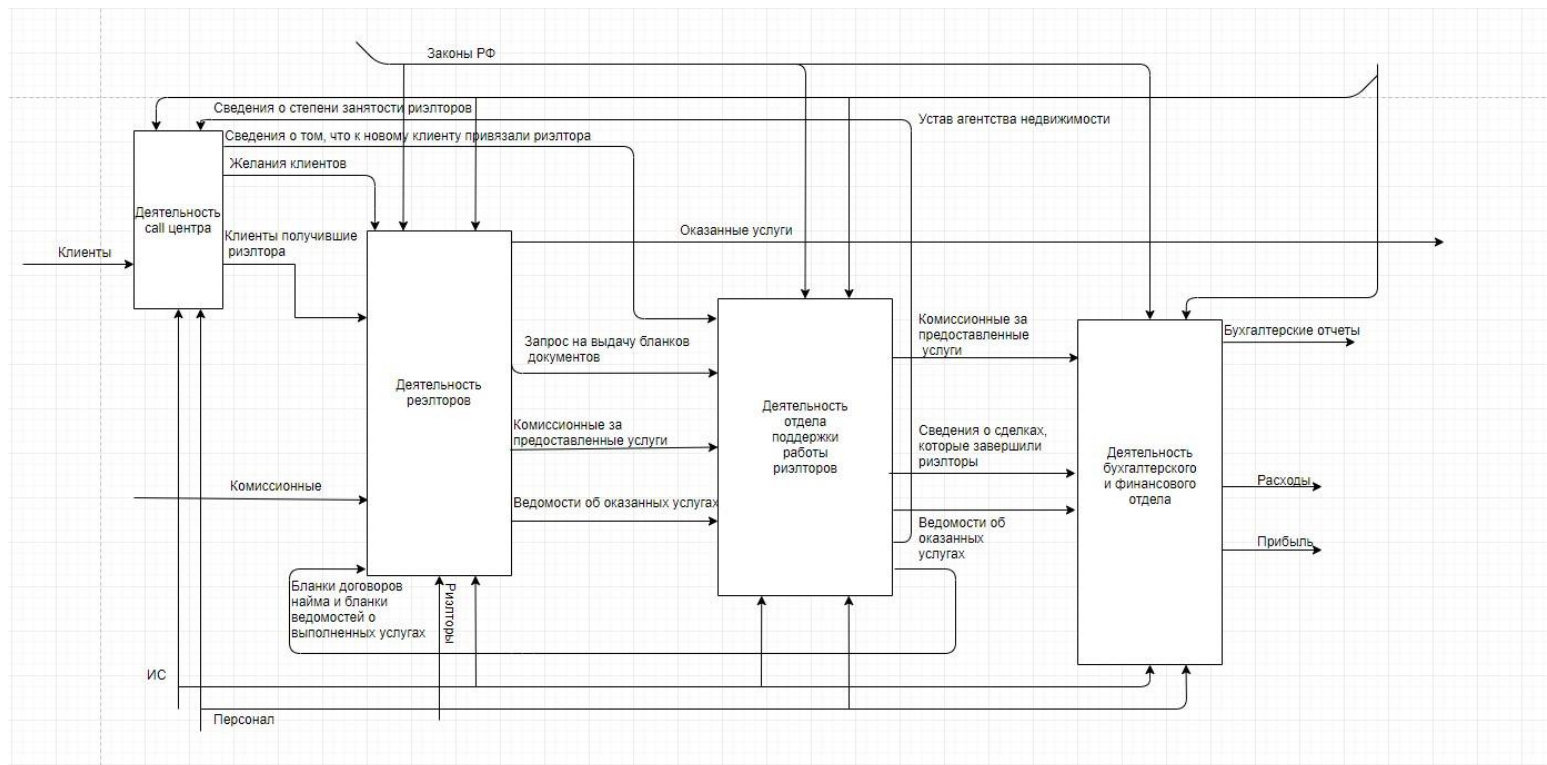 Законы РФ
Сведения о степени занятости риэлторов
Устав агентства недвижимости
Сведения о том, что к новому клиенту привязали риэлтора
Желания клиентов
Деятельность
call центра
Клиенты
Клиенты получившие
риэлтора
Оказанные услуги
Комиссионные за
предоставленные
услуги
Бухгалтерские отчеты
Запрос на выдачу бланков
документов
Деятельность
реэлторов
Деятельность
отдела
поддержки
работы
риэлторов
Комиссионные за
предоставленные услуги
Сведения о сделках,
которые завершили
риэлторы
Деятельность
бухгалтерского
и финансового
отдела
Комиссионные
Расходы
Ведомости об оказанных услугах
Ведомости об
оказанных
услугах
Прибыль
Бланки договоров
найма и бланки
ведомостей о
выполненных услугах
Риэлторы
ИС
Персонал